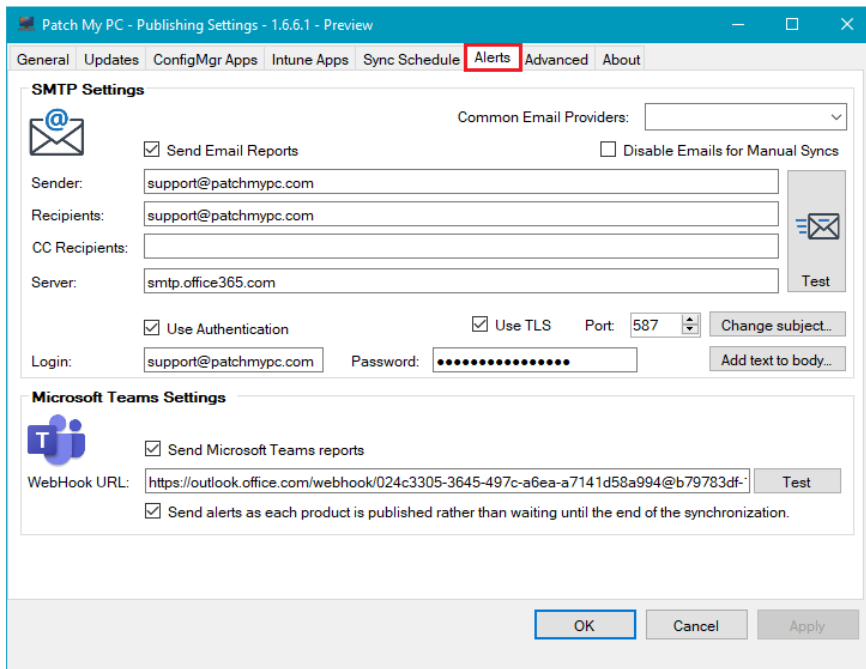 Patch My PC - Publishing Settings - 1.6.6.1 - Preview
General Updates ConfigMgr Apps Intune Apps Sync Schedule Alerts Advanced About
SMTP Settings
Common Email Providers:
Send Email Reports Disable Emails for Manual Syncs
Sender: support@patchmypc.com
Recipients: support@patchmypc.com
CC Recipients:
Server: smtp.office365.com Test
Use Authentication Use TLS Port: 587 Change subject...
Login: support@patchmypc.com Password: •••••••••••••••• Add text to body...
Microsoft Teams Settings
T
Send Microsoft Teams reports
WebHook URL: https://outlook.office.com/webhook/024c3305-3645-497c-a6ea-a7141d58a994@b79783df- Test
Send alerts as each product is published rather than waiting until the end of the synchronization.
OK Cancel Apply